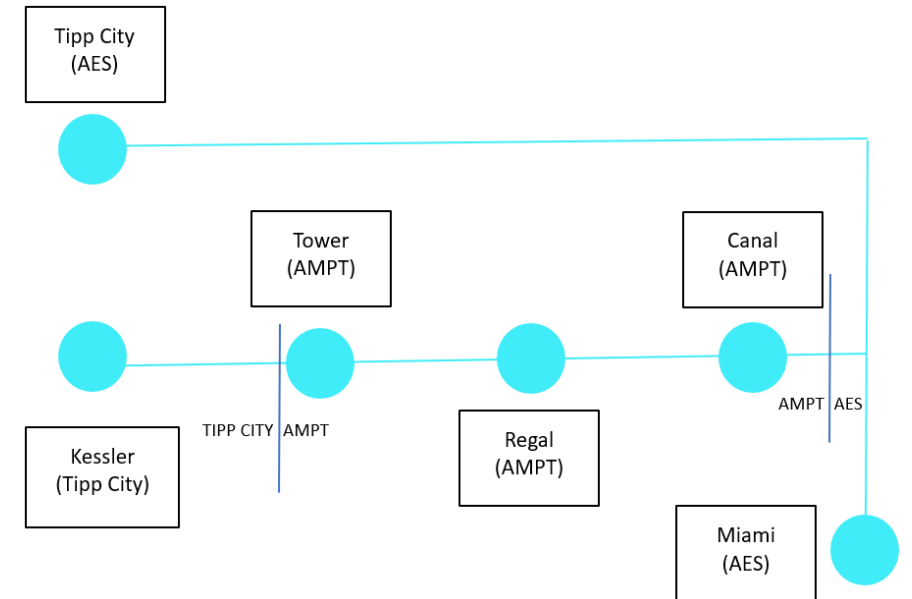 Tipp City
(AES)
Tower
(AMPT)
Canal
(AMPT)
AMPT AES
TIPP CITY AMPT
Kessler
(Tipp City)
Regal
(AMPT)
Miami
(AES)